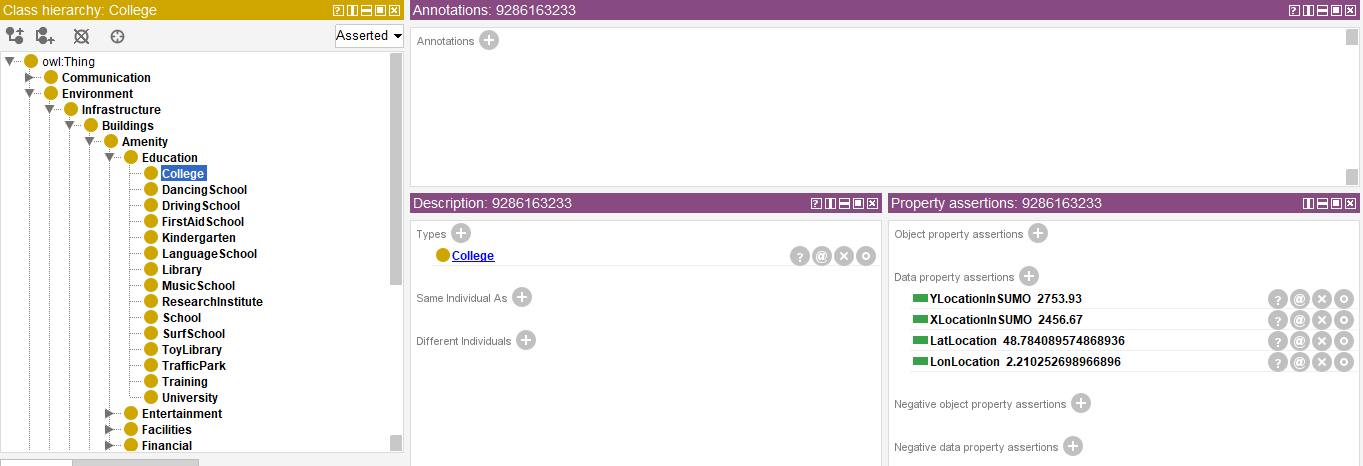 Class hierarchy: College
Asserted
owl:Thing
Communication
Environment
Infrastructure
Buildings
Amenity
Education
College
DancingSchool
DrivingSchool
FirstAidSchool
Kindergarten
LanguageSchool
Library
MusicSchool
ResearchInstitute
School
SurfSchool
ToyLibrary
TrafficPark
Training
University
Entertainment
Facilities
Financial
Annotations: 9286163233
Annotations
Description: 9286163233
Types
College
Same Individual As
Different Individuals
Property assertions: 9286163233
Object property assertions
Data property assertions
YLocationInSUMO 2753.93
XLocationInSUMO 2456.67
LatLocation 48.784089574868936
LonLocation 2.210252698966896
Negative object property assertions
Negative data property assertions